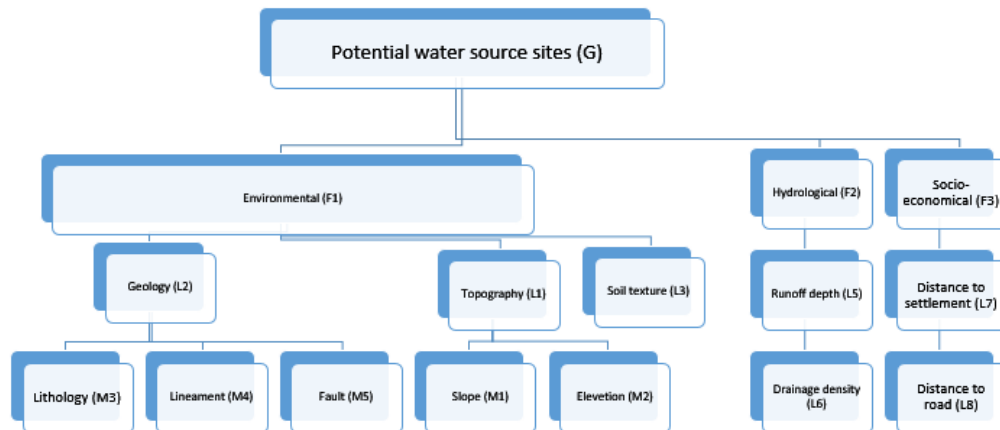 Potential water source sites (G)
Environmental (F1)
Hydrological (F2)
Socio-
economical (F3)
Geology (L2)
Topography (L1)
Soil texture (L3)
Runoff depth (L5)
Distance to
settlement (L7)
Lithology (M3)
Lineament (M4)
Fault (M5)
Slope (M1)
Elevetion (M2)
Drainage density
(L6)
Distance to
road (L8)